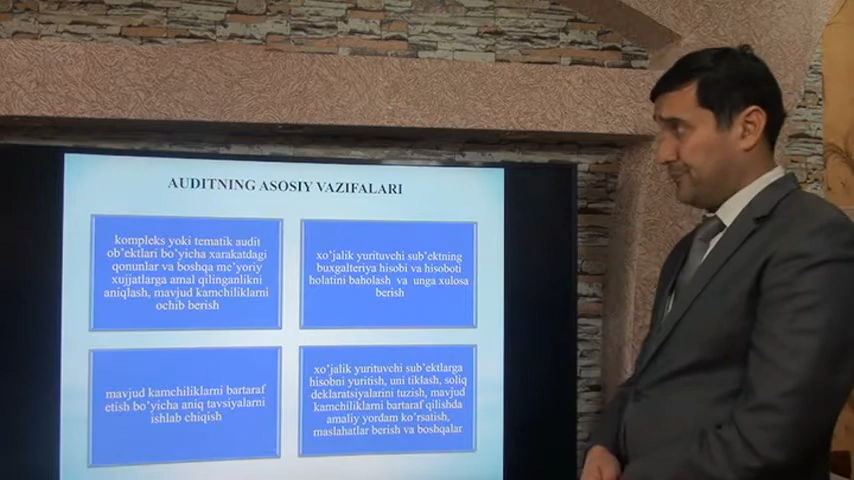 AUDITNING ASOSIY VAZIFALARI
kompleks yoki tematik audit
ob’ektlari bo’yicha xarakatdagi
qonunlar va boshqa me’yoriy
xujjatlarga amal qilinganlikni
aniqlash, mavjud kamchiliklarni
ochib berish
xo’jalik yurituvchi sub’ektning
buxgalteriya hisobi va hisoboti
holatini baholash va unga xulosa
berish
mavjud kamchiliklarni bartaraf
etish bo’yicha aniq tavsiyalarni
ishlab chiqish
xo’jalik yurituvchi sub’ektlarga
hisobni yuritish, uni tiklash, soliq
deklaratsiyalarini tuzish, mavjud
kamchiliklarni bartaraf qilishda
amaliy yordam ko’rsatish,
maslahatlar berish va boshqalar